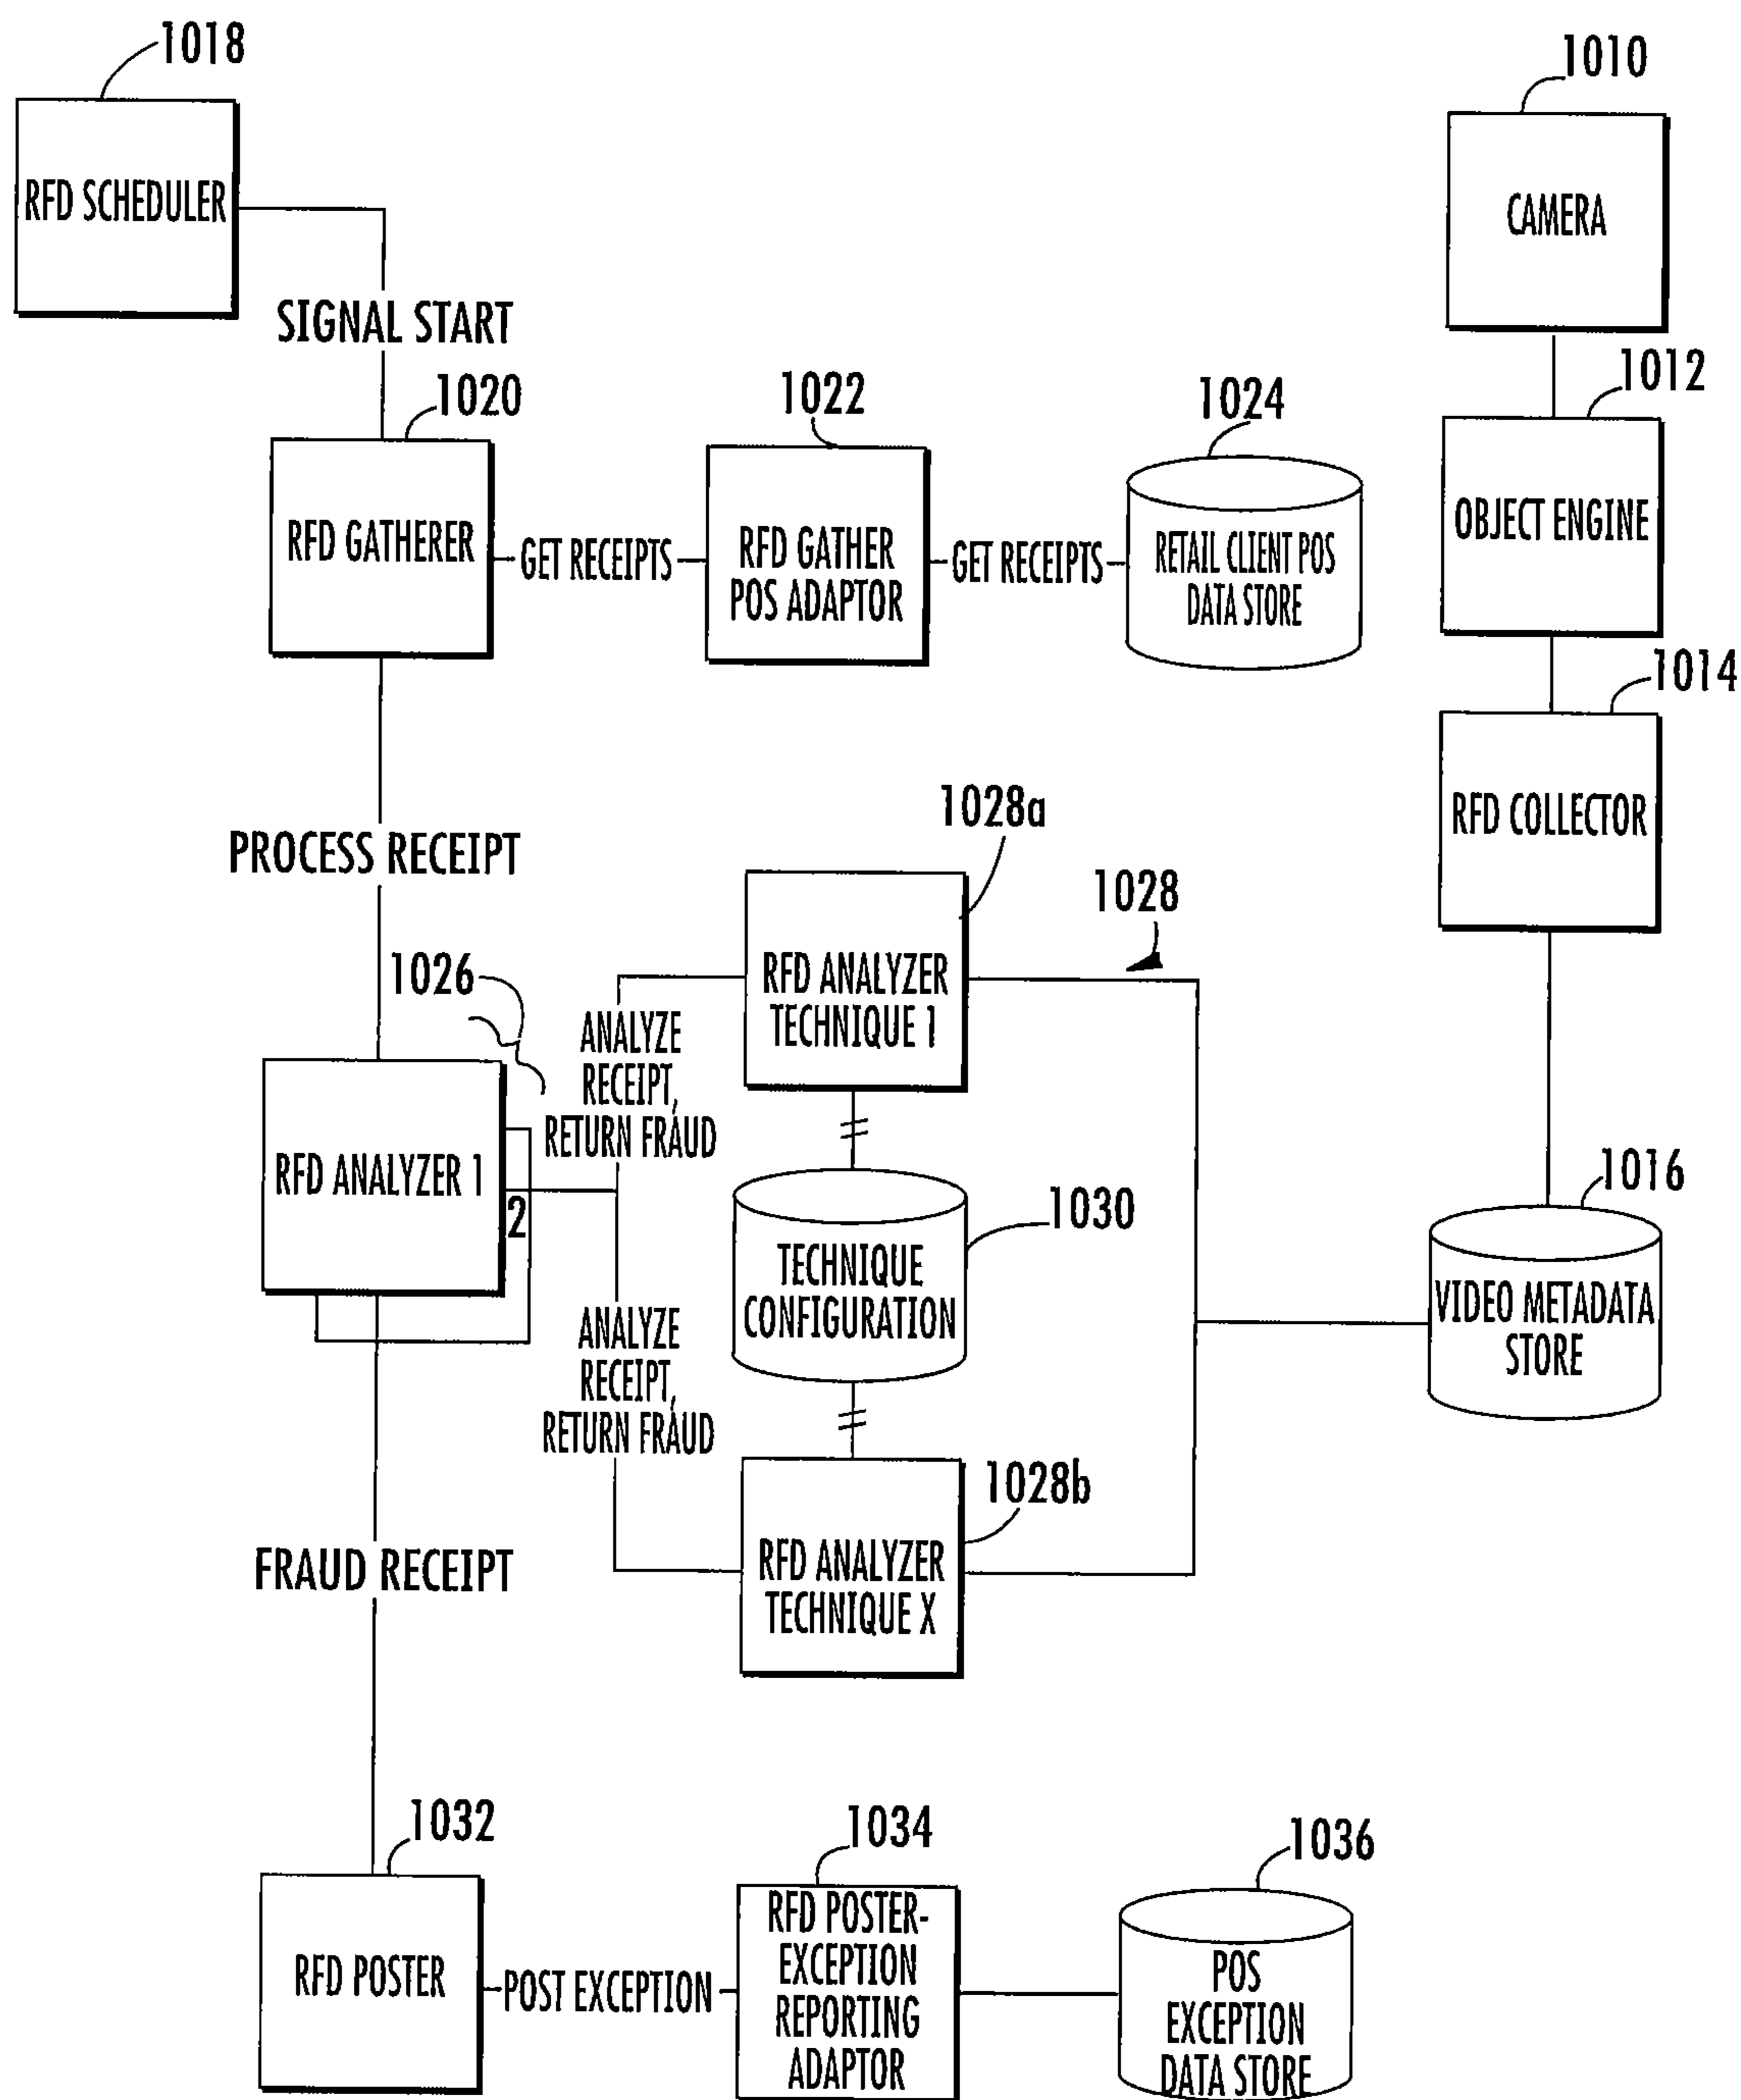 1018
1010
RFD SCHEDULER
CAMERA
SIGNAL START
1012
1020
1022
1024
RFD GATHERER
GET RECEIPTS
RFD GATHER
POS ADAPTOR
GET RECEIPTS
RETAIL CLIENT POS
DATA STORE
OBJECT ENGINE
1014
RFD COLLECTOR
PROCESS RECEIPT
1028a
1028
1026
RFD ANALYZER
TECHNIQUE 1
ANALYZE
RECEIPT,
RETURN FRAUD
RFD ANALYZER 1
2
1016
1030
TECHNIQUE
CONFIGURATION
VIDEO METADATA
STORE
ANALYZE
RECEIPT,
RETURN FRAUD
1028b
RFD ANALYZER
TECHNIQUE X
FRAUD RECEIPT
1032
1034
1036
RFD POSTER
POST EXCEPTION
RFD POSTER-
EXCEPTION
REPORTING
ADAPTOR
POS
EXCEPTION
DATA STORE